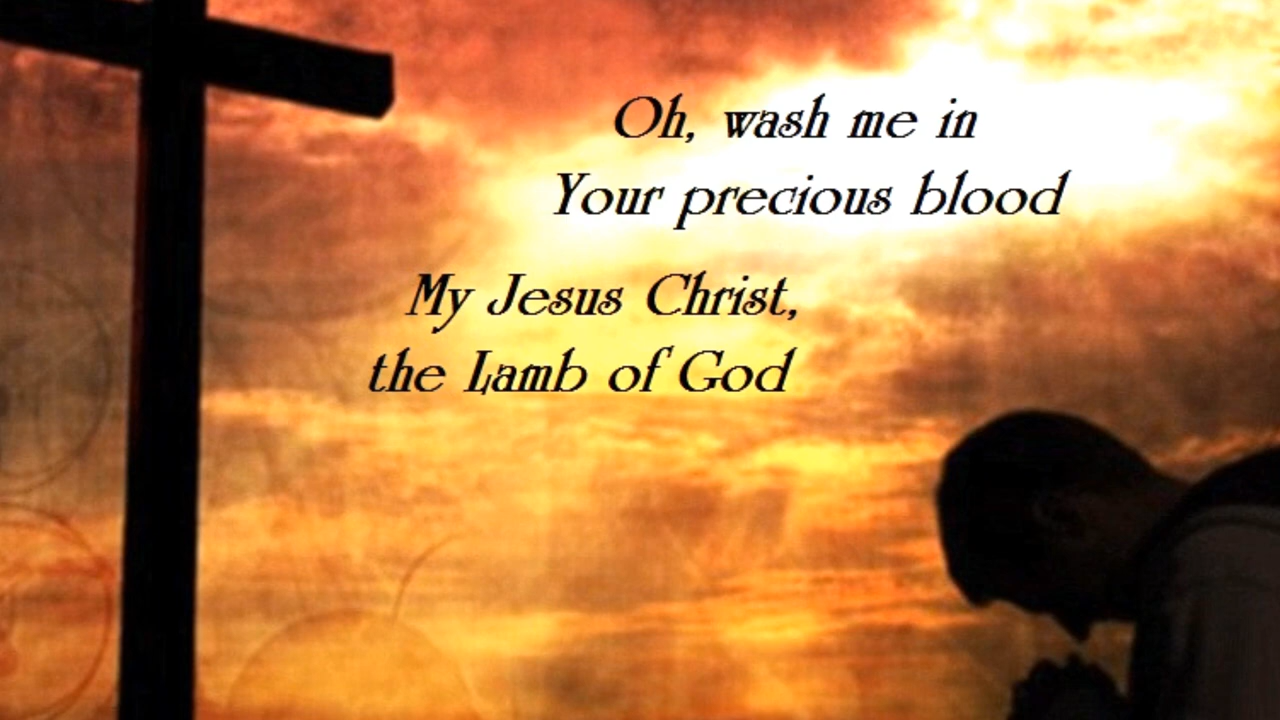 Oh, wash me in
Your precious blood
My Jesus Christ,
the Lamb of God